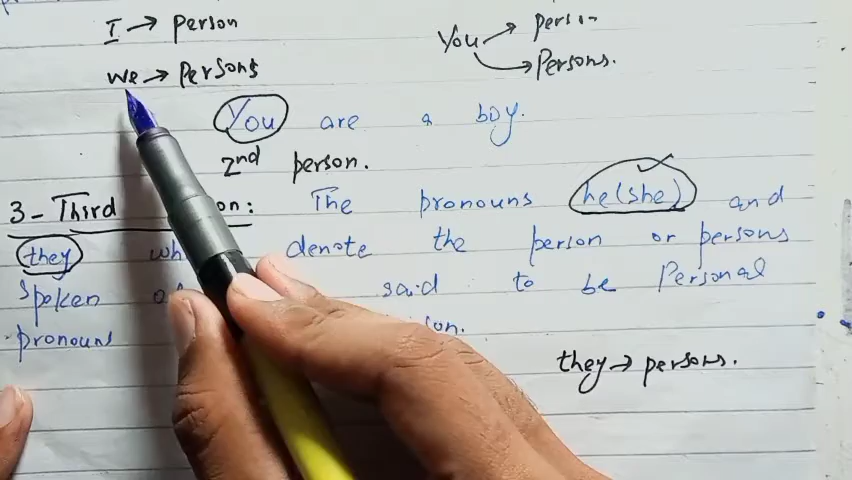 I → Person
You → person
we → Persons
→ Persons.
You are a boy.
2nd person.
3- Third on: The pronouns he(she) and
they wh denote the person or persons
Spoken said to be Personal
pronouns son.
they → persons.